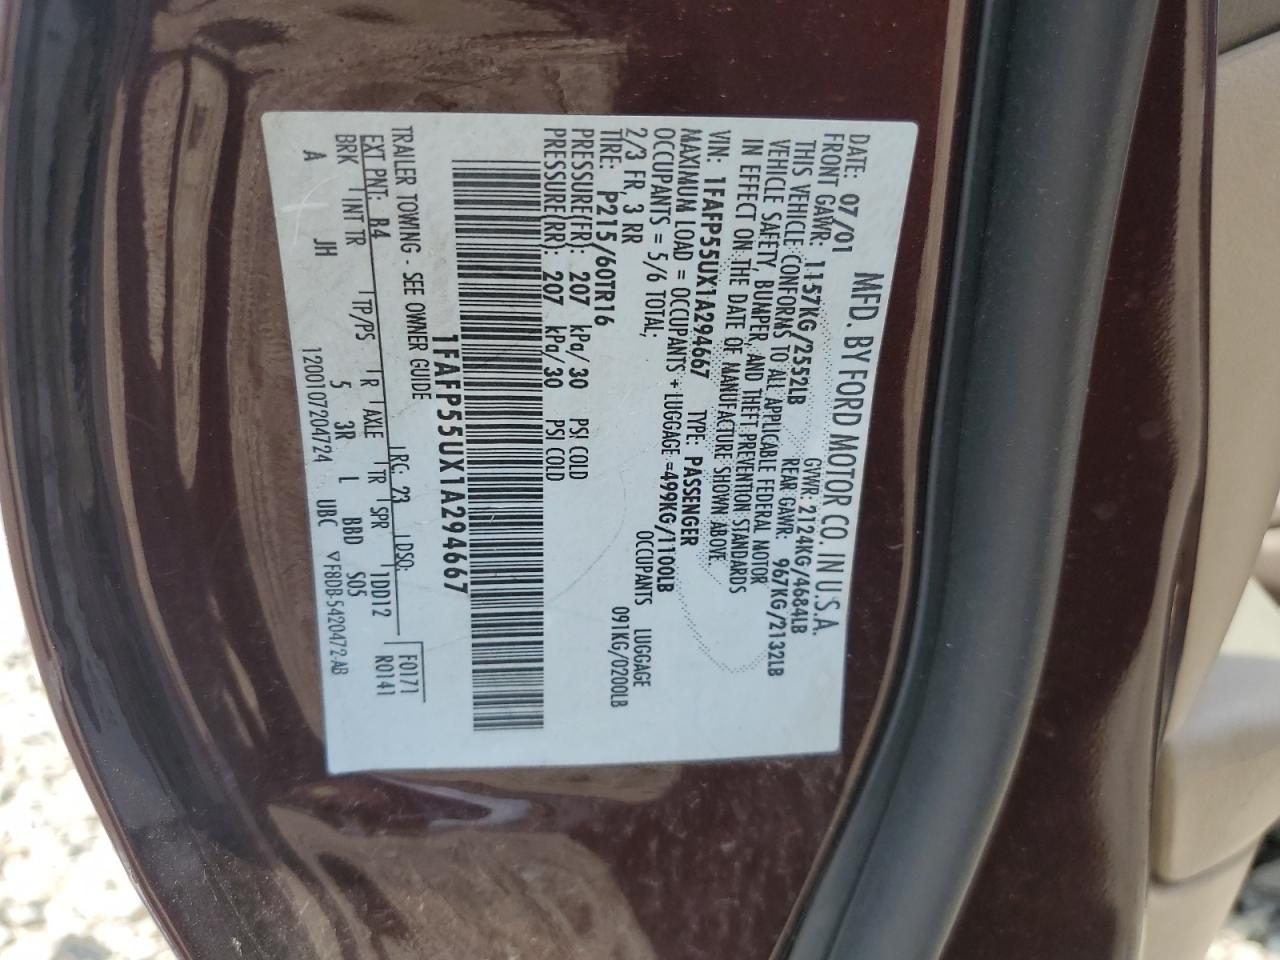 MFD. BY FORD MOTOR CO. IN U.S.A.
DATE: 07/01 GVWR: 2124KG/4684LB
FRONT GAWR: 1157KG/2552LB REAR GAWR: 967KG/2132LB
THIS VEHICLE CONFORMS TO ALL APPLICABLE FEDERAL MOTOR
VEHICLE SAFETY, BUMPER, AND THEFT PREVENTION STANDARDS
IN EFFECT ON THE DATE OF MANUFACTURE SHOWN ABOVE.
VIN: 1FAFP55UX1A294667 TYPE: PASSENGER
MAXIMUM LOAD = OCCUPANTS + LUGGAGE =499KG/1100LB
OCCUPANTS = 5/6 TOTAL; OCCUPANTS LUGGAGE
2/3 FR, 3 RR 091KG/0200LB
TIRE: P215/60TR16
PRESSURE(FR): 207 kPa/30 PSI COLD
PRESSURE(RR): 207 kPa/30 PSI COLD
1FAFP55UX1A294667
TRAILER TOWING - SEE OWNER GUIDE F0171
EXT PNT: B4 RC: 23 DSO: R0141
BRK INT TR TP/PS R AXLE TR SPR 1DD12
A JH 5 3R L BBD SQS
1200107204724 UBC ▽F8DB-5420472-AB